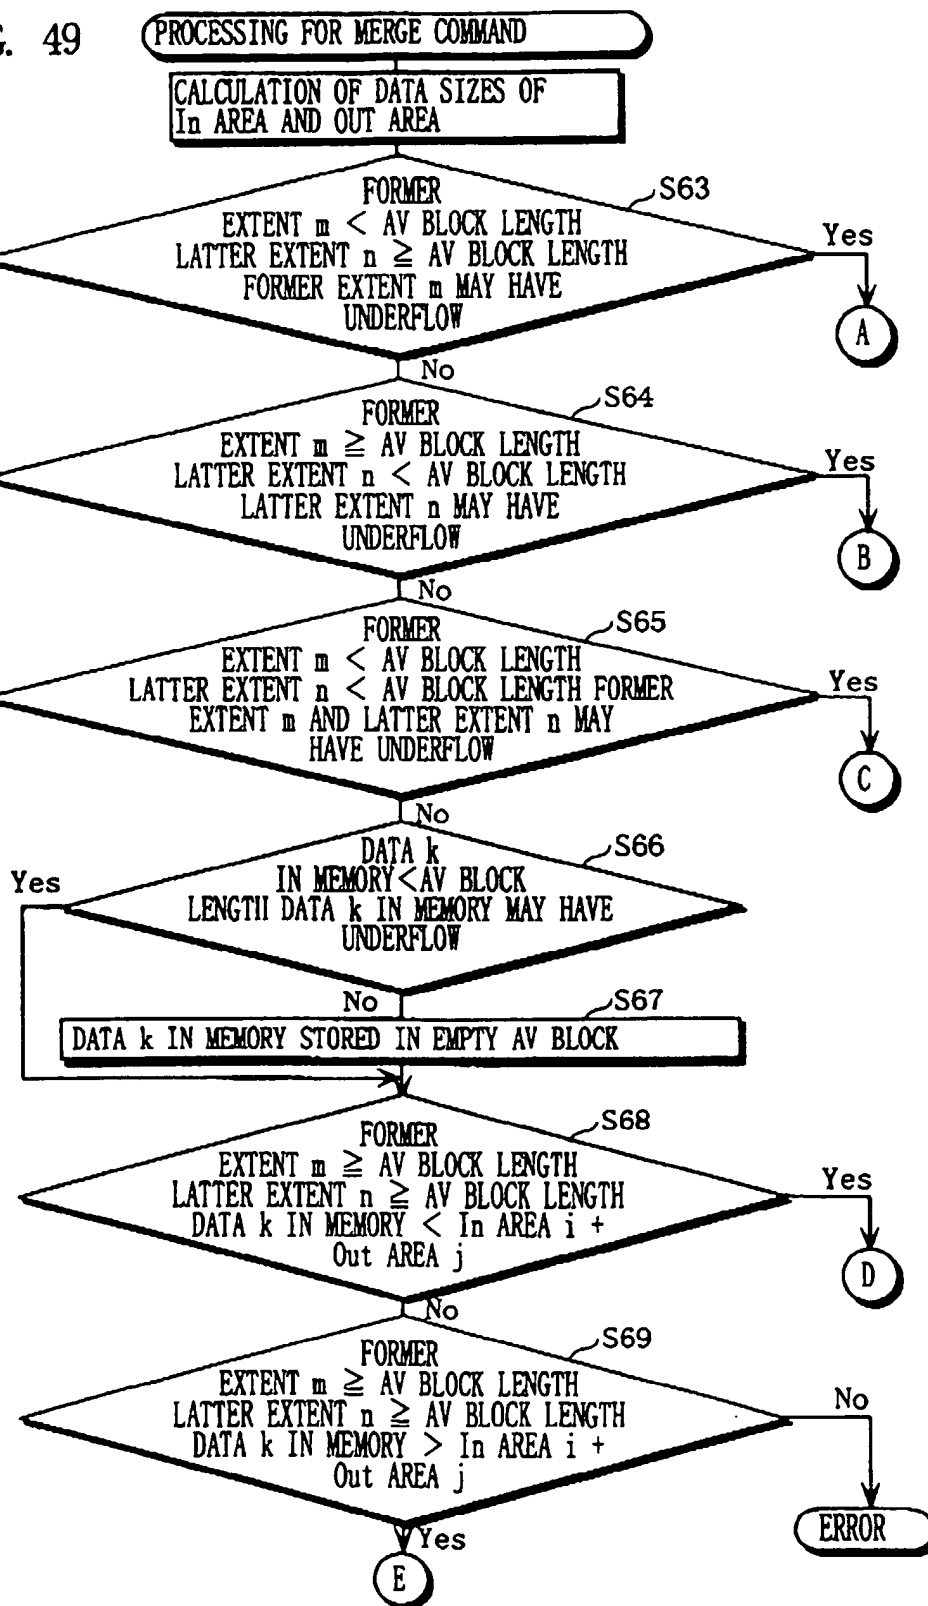 G. 49
PROCESSING FOR MERGE COMMAND
CALCULATION OF DATA SIZES OF
In AREA AND OUT AREA
S63
FORMER
EXTENT m < AV BLOCK LENGTH
LATTER EXTENT n ≧ AV BLOCK LENGTH
FORMER EXTENT m MAY HAVE
UNDERFLOW
Yes
A
No
S64
FORMER
EXTENT m ≧ AV BLOCK LENGTH
LATTER EXTENT n < AV BLOCK LENGTH
LATTER EXTENT n MAY HAVE
UNDERFLOW
Yes
B
No
S65
FORMER
EXTENT m < AV BLOCK LENGTH
LATTER EXTENT n < AV BLOCK LENGTH FORMER
EXTENT m AND LATTER EXTENT n MAY
HAVE UNDERFLOW
Yes
C
No
S66
DATA k
IN MEMORY<AV BLOCK
LENGTH DATA k IN MEMORY MAY HAVE
UNDERFLOW
Yes
No
S67
DATA k IN MEMORY STORED IN EMPTY AV BLOCK
S68
FORMER
EXTENT m ≧ AV BLOCK LENGTH
LATTER EXTENT n ≧ AV BLOCK LENGTH
DATA k IN MEMORY < In AREA i +
Out AREA j
Yes
D
No
S69
FORMER
EXTENT m ≧ AV BLOCK LENGTH
LATTER EXTENT n ≧ AV BLOCK LENGTH
DATA k IN MEMORY > In AREA i +
Out AREA j
No
ERROR
Yes
E